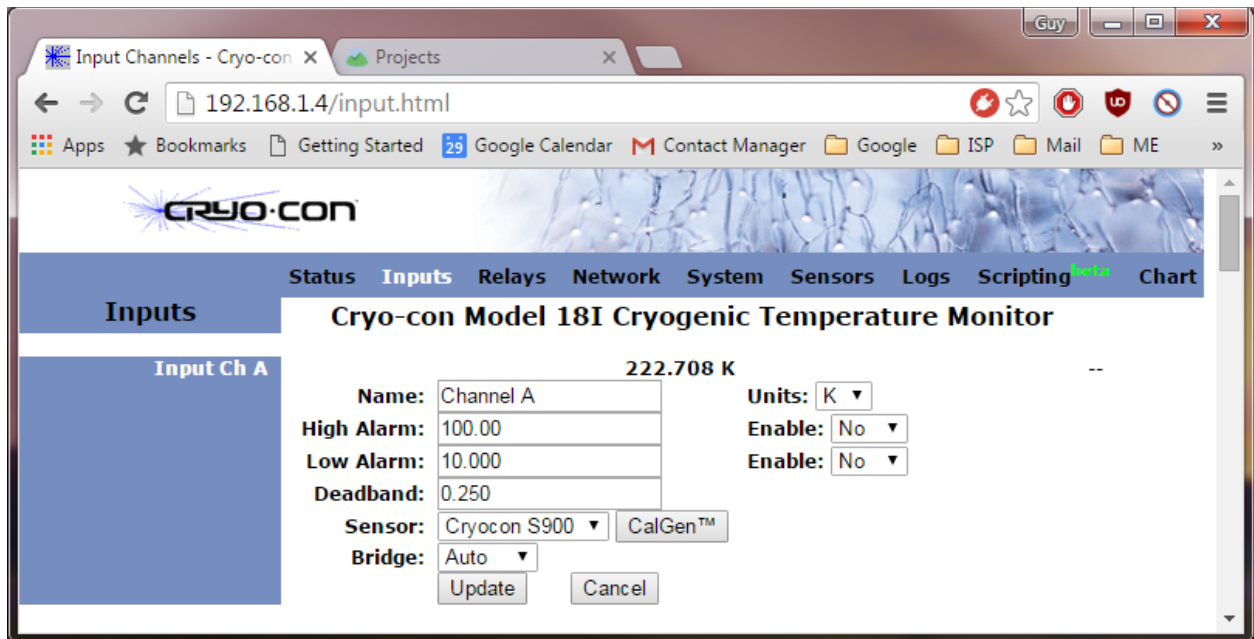 Guy
Input Channels - Cryo-con
Projects
192.168.1.4/input.html
Apps Bookmarks Getting Started 29 Google Calendar Contact Manager Google ISP Mail ME »
CRYO·CON
Status Inputs Relays Network System Sensors Logs Scripting beta Chart
Inputs
Cryo-con Model 18I Cryogenic Temperature Monitor
Input Ch A 222.708 K --
Name: Channel A Units: K
High Alarm: 100.00 Enable: No
Low Alarm: 10.000 Enable: No
Deadband: 0.250
Sensor: Cryocon S900 CalGen™
Bridge: Auto
Update Cancel